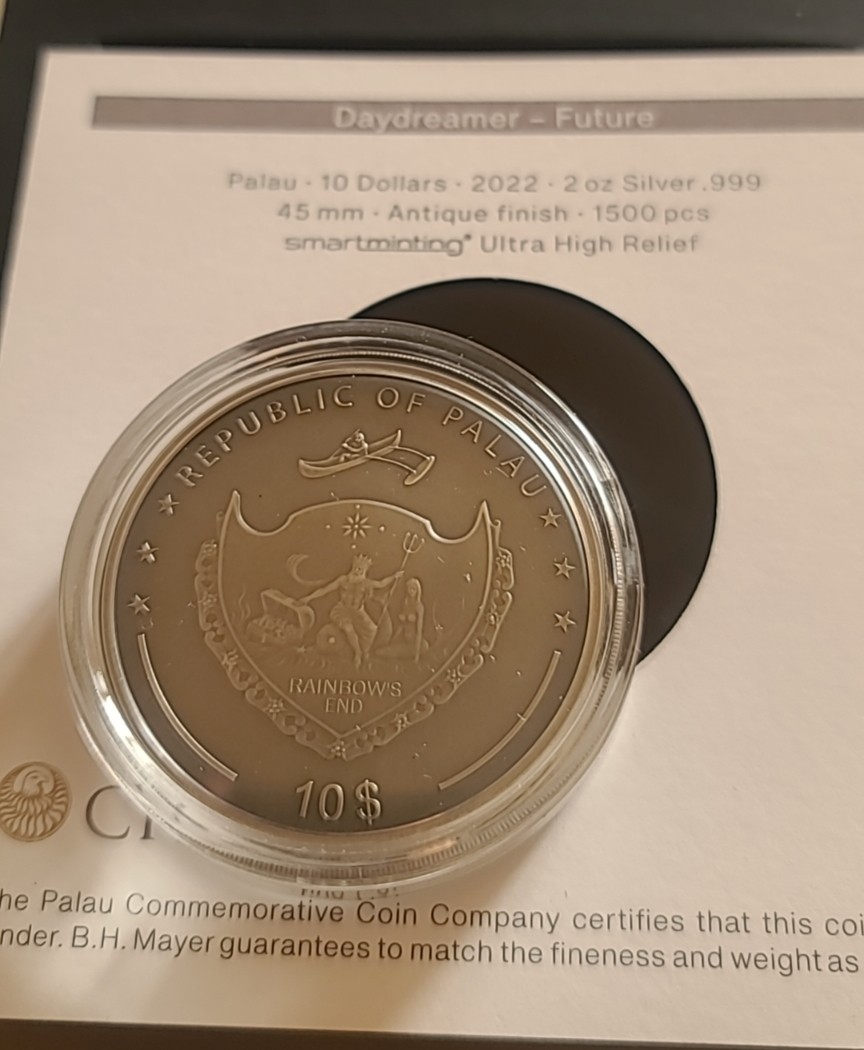 Daydreamer – Future
Palau · 10 Dollars · 2022 · 2 oz Silver .999
45 mm · Antique finish · 1500 pcs
smartminting® Ultra High Relief
REPUBLIC OF PALAU
RAINBOW'S
END
10 $
he Palau Commemorative Coin Company certifies that this coi
nder. B.H. Mayer guarantees to match the fineness and weight as